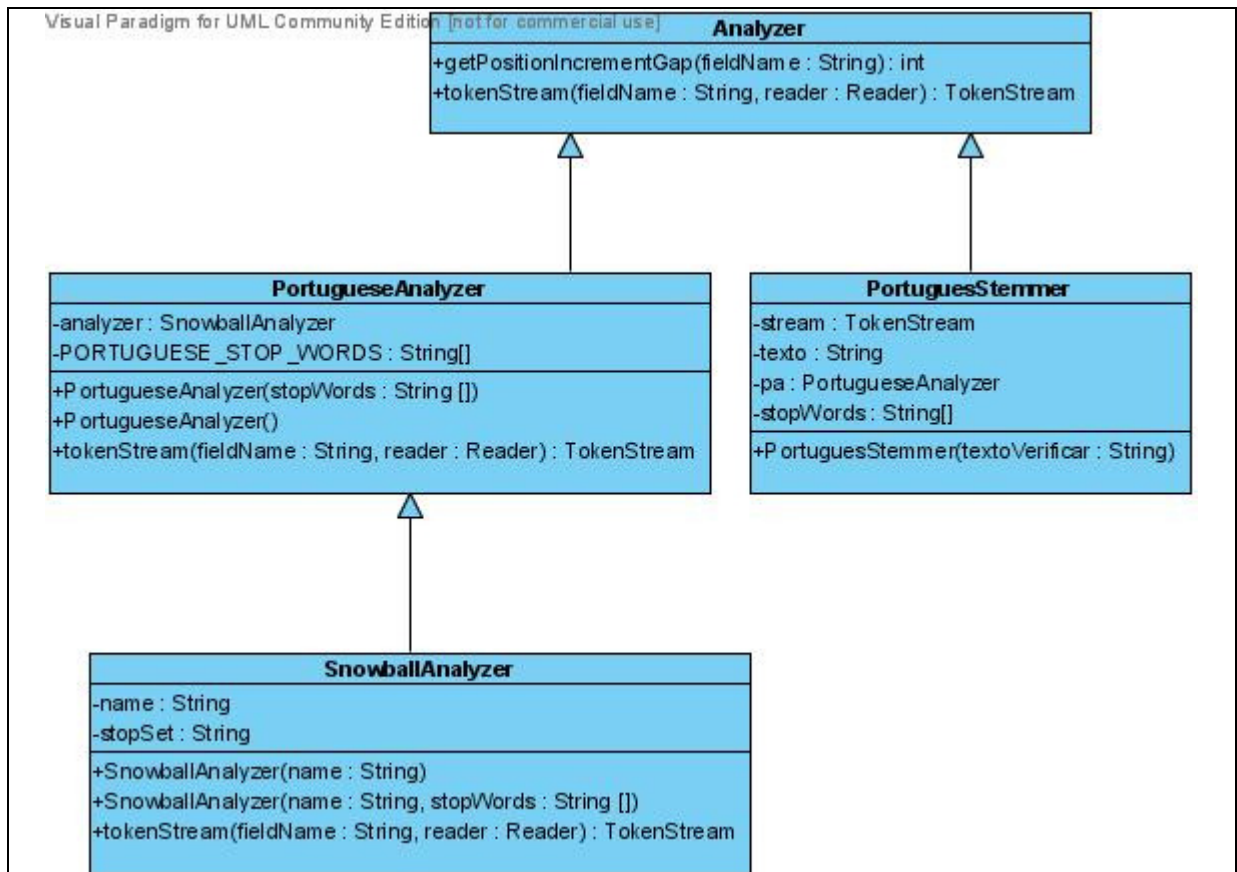 Visual Paradigm for UML Community Edition [not for commercial use]
Analyzer
+getPositionIncrementGap(fieldName : String) : int
+tokenStream(fieldName : String, reader : Reader) : TokenStream
PortugueseAnalyzer
-analyzer : SnowballAnalyzer
-PORTUGUESE_STOP_WORDS : String[]
+PortugueseAnalyzer(stopWords : String [])
+PortugueseAnalyzer()
+tokenStream(fieldName : String, reader : Reader) : TokenStream
PortuguesStemmer
-stream : TokenStream
-texto : String
-pa : PortugueseAnalyzer
-stopWords : String[]
+PortuguesStemmer(textoVerificar : String)
SnowballAnalyzer
-name : String
-stopSet : String
+SnowballAnalyzer(name : String)
+SnowballAnalyzer(name : String, stopWords : String [])
+tokenStream(fieldName : String, reader : Reader) : TokenStream